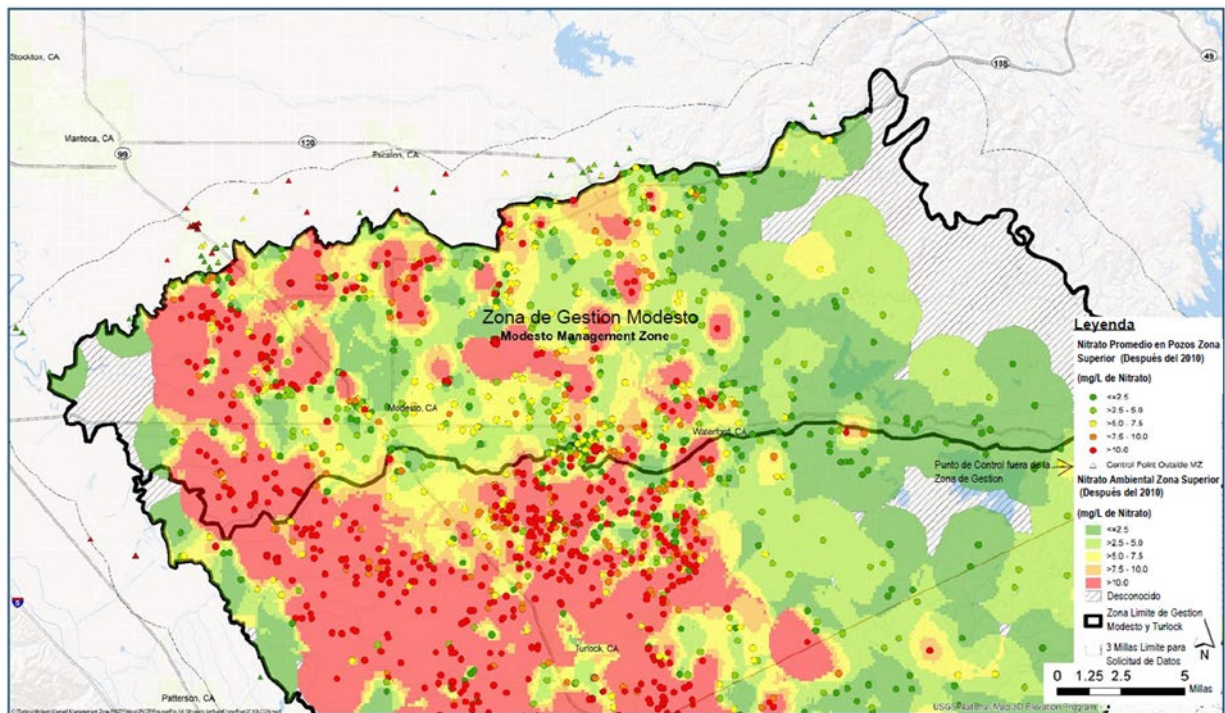 Stockton, CA
49
108
Manteca, CA
120
Escalon, CA
99
Zona de Gestion Modesto
Modesto Management Zone
Modesto, CA
Waterford, CA
Punto de Control fuera de la
Zona de Gestion
5
Turlock, CA
Patterson, CA
Leyenda
Nitrato Promedio en Pozos Zona
Superior (Después del 2010)
(mg/L de Nitrato)
<=2.5
>2.5 - 5.0
>5.0 - 7.5
>7.5 - 10.0
>10.0
Control Point Outside MZ
Nitrato Ambiental Zona Superior
(Después del 2010)
(mg/L de Nitrato)
<=2.5
>2.5 - 5.0
>5.0 - 7.5
>7.5 - 10.0
>10.0
Desconocido
Zona Limite de Gestion
Modesto y Turlock
3 Millas Limite para
Solicitud de Datos
N
0 1.25 2.5 5
Millas
USGS National Map 3D Elevation Program